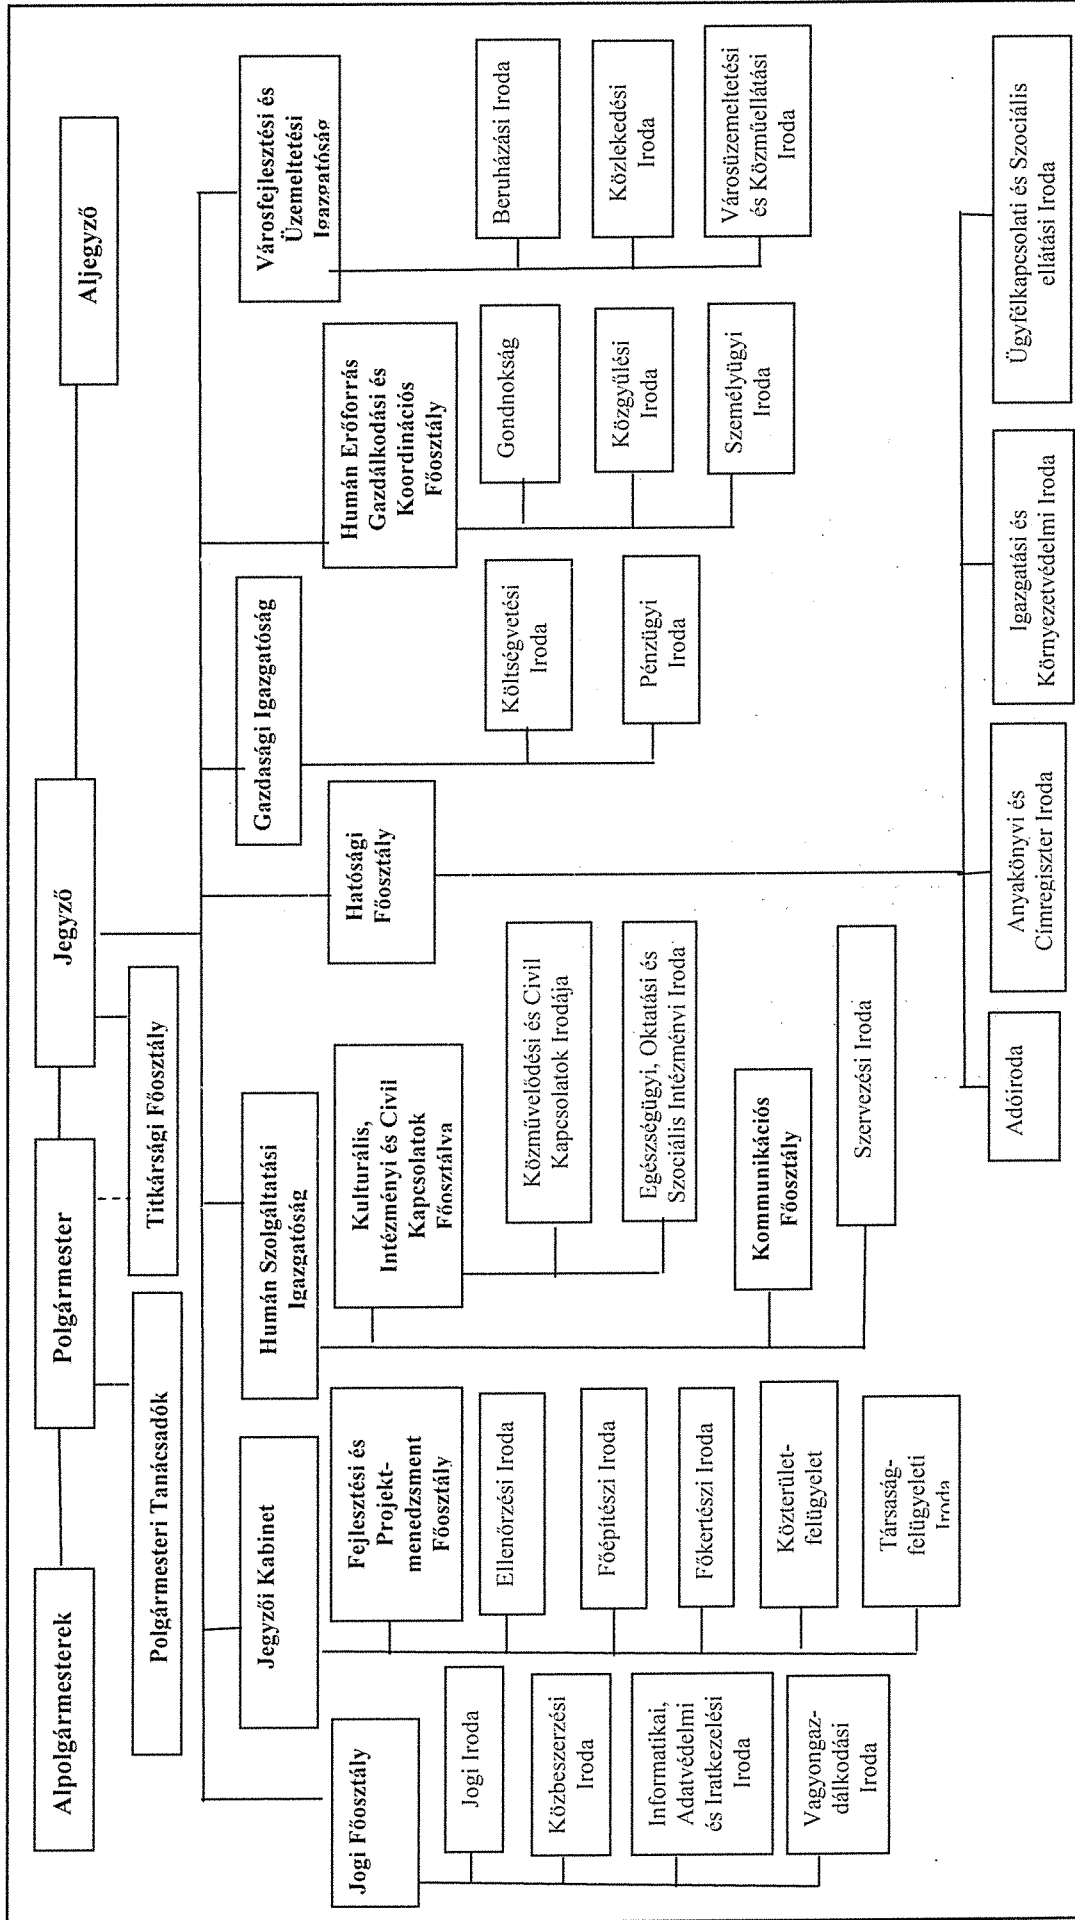 Alpolgármesterek
Polgármester
Jegyző
Aljegyző
Polgármesteri Tanácsadók
Titkársági Főosztály
Jogi Főosztály
Jogi Iroda
Közbeszerzési
Iroda
Informatikai,
Adatvédelmi
és Iratkezelési
Iroda
Vagyongaz-
dálkodási
Iroda
Jegyzői Kabinet
Fejlesztési és
Projekt-
menedzsment
Főosztály
Ellenőrzési Iroda
Főépítészi Iroda
Főkertészi Iroda
Közterület-
felügyelet
Társaság-
felügyeleti
Iroda
Humán Szolgáltatási
Igazgatóság
Kulturális,
Intézményi és Civil
Kapcsolatok
Főosztálya
Közművelődési és Civil
Kapcsolatok Irodája
Egészségügyi, Oktatási és
Szociális Intézményi Iroda
Kommunikációs
Főosztály
Szervezési Iroda
Hatósági
Főosztály
Adóiroda
Anyakönyvi és
Címregiszter Iroda
Igazgatási és
Környezetvédelmi Iroda
Ügyfélkapcsolati és Szociális
ellátási Iroda
Gazdasági Igazgatóság
Költségvetési
Iroda
Pénzügyi
Iroda
Humán Erőforrás
Gazdálkodási és
Koordinációs
Főosztály
Gondnokság
Közgyűlési
Iroda
Személyügyi
Iroda
Városfejlesztési és
Üzemeltetési
Igazgatóság
Beruházási Iroda
Közlekedési
Iroda
Városüzemeltetési
és Közműellátási
Iroda